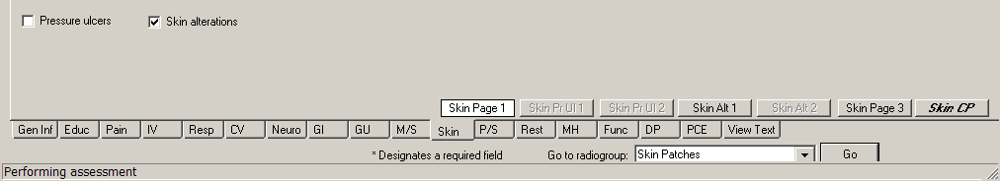 Pressure ulcers Skin alterations
Skin Page 1 Skin Pr Ul 1 Skin Pr Ul 2 Skin Alt 1 Skin Alt 2 Skin Page 3 Skin CP
Gen Inf Educ Pain IV Resp CV Neuro GI GU M/S Skin P/S Rest MH Func DP PCE View Text
* Designates a required field Go to radiogroup: Skin Patches Go
Performing assessment